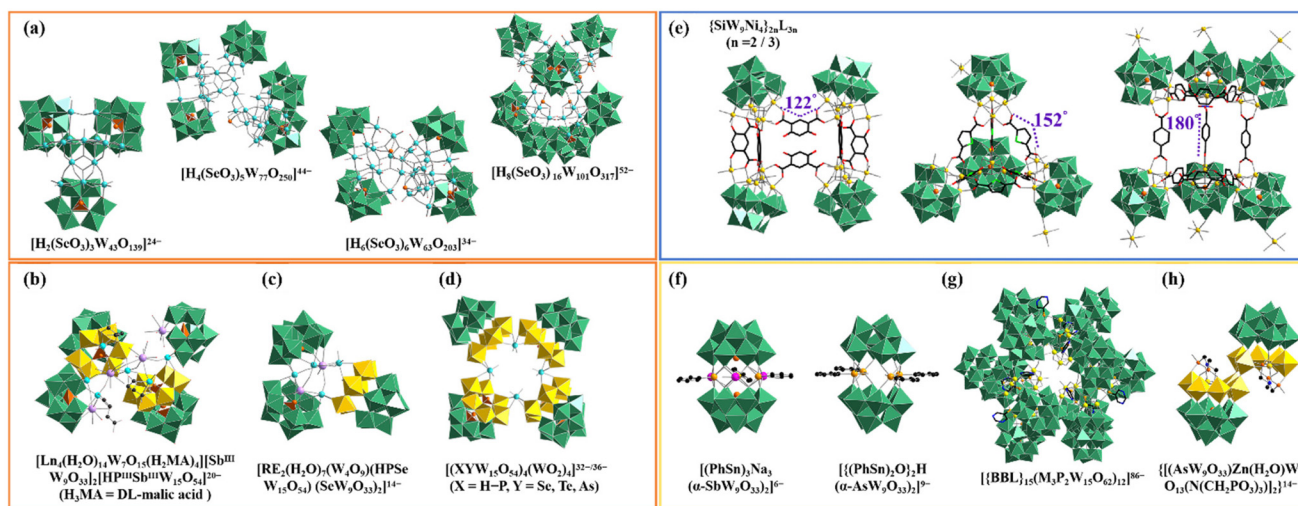 (a)
[H₂(SeO₃)₃W₄₃O₁₃₉]²⁴⁻
[H₄(SeO₃)₅W₇₇O₂₅₀]⁴⁴⁻
[H₆(SeO₃)₆W₆₃O₂₀₃]³⁴⁻
[H₈(SeO₃)₁₆W₁₀₁O₃₁₇]⁵²⁻
(e)
{SiW₉Ni₄}₂ₙL₃ₙ
(n =2 / 3)
122°
152°
180°
(b)
[Ln₄(H₂O)₁₄W₇O₁₅(H₂MA)₄][Sbᴵᴵᴵ
W₉O₃₃]₂[HPᴵᴵᴵSbᴵᴵᴵW₁₅O₅₄]²⁰⁻
(H₃MA = DL-malic acid )
(c)
[RE₂(H₂O)₇(W₄O₉)(HPSe
W₁₅O₅₄) (SeW₉O₃₃)₂]¹⁴⁻
(d)
[(XYW₁₅O₅₄)₄(WO₂)₄]³²⁻/³⁶⁻
(X = H−P, Y = Se, Te, As)
(f)
[(PhSn)₃Na₃
(α-SbW₉O₃₃)₂]⁶⁻
[{(PhSn)₂O}₂H
(α-AsW₉O₃₃)₂]⁹⁻
(g)
[{BBL}₁₅(M₃P₂W₁₅O₆₂)₁₂]⁸⁶⁻
(h)
{[(AsW₉O₃₃)Zn(H₂O)W₅
O₁₃(N(CH₂PO₃)₃)]₂}¹⁴⁻